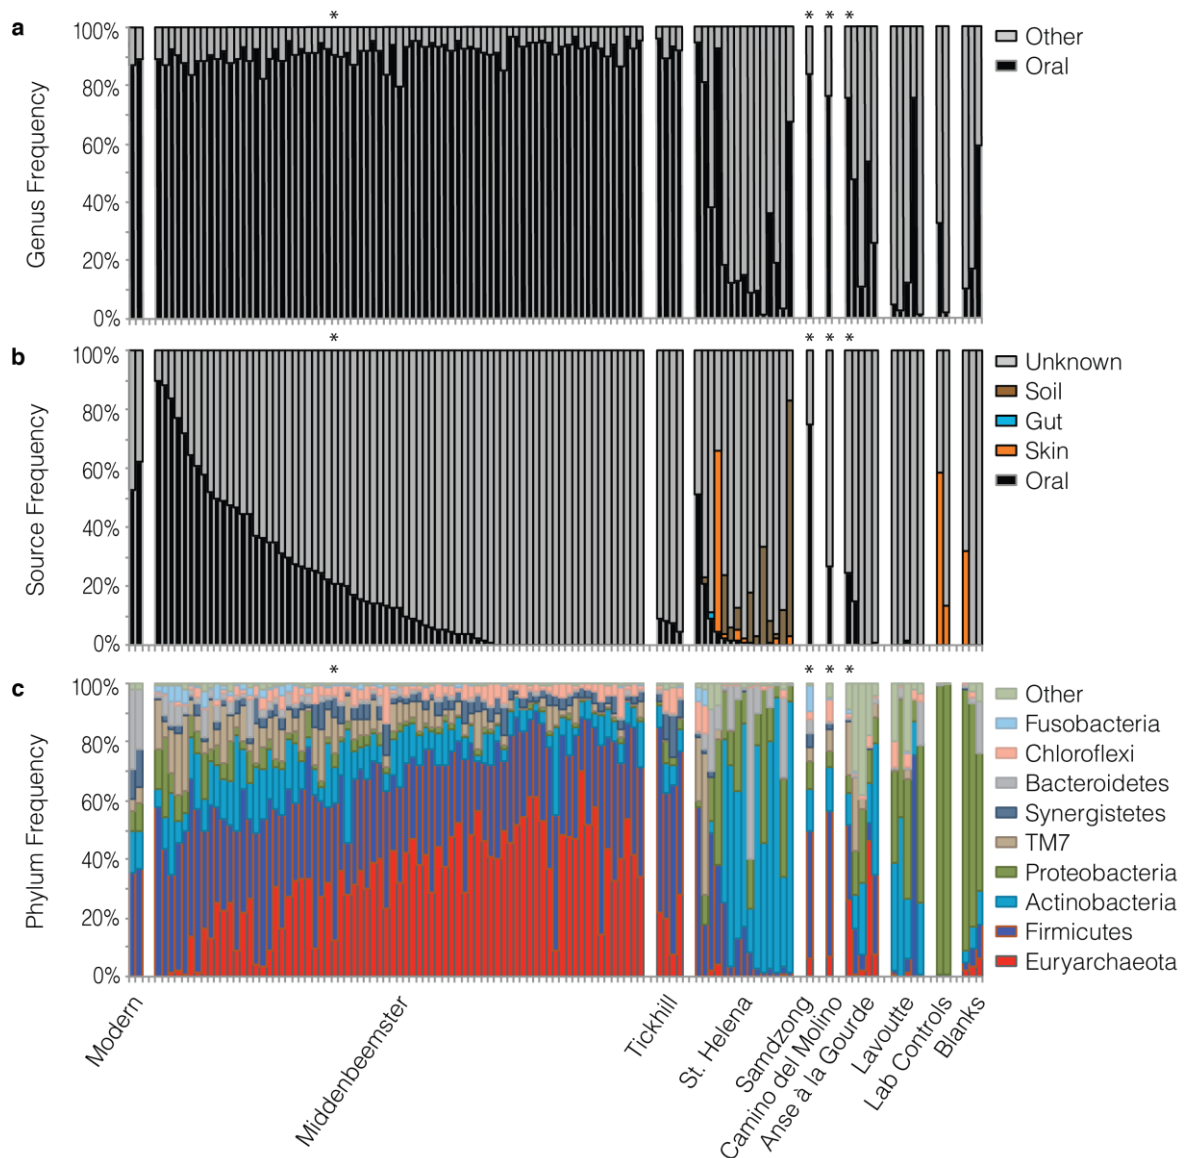 a
* * * *
100%
80%
60%
40%
20%
0%
Genus Frequency
Other
Oral
b
* * * *
100%
80%
60%
40%
20%
0%
Source Frequency
Unknown
Soil
Gut
Skin
Oral
c
* * * *
100%
80%
60%
40%
20%
0%
Phylum Frequency
Other
Fusobacteria
Chloroflexi
Bacteroidetes
Synergistetes
TM7
Proteobacteria
Actinobacteria
Firmicutes
Euryarchaeota
Modern
Middenbeemster
Tickhill
St. Helena
Samdzong
Camino del Molino
Anse à la Gourde
Lavoutte
Lab Controls
Blanks